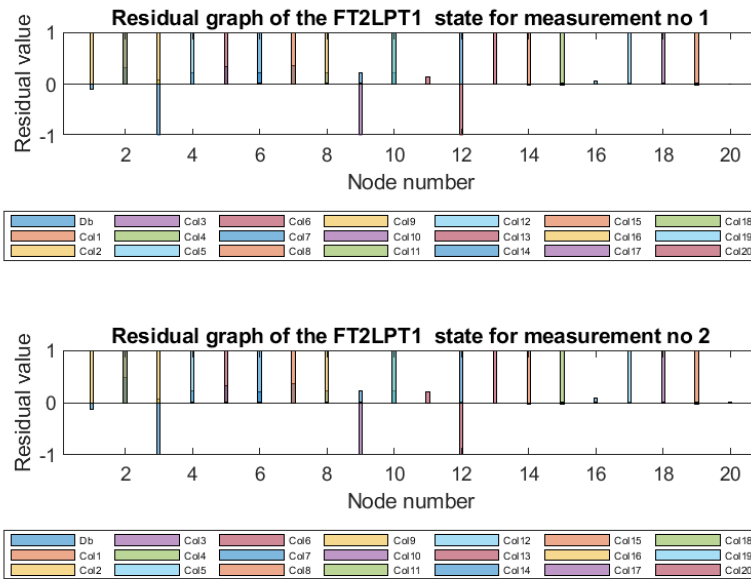 Residual graph of the FT2LPT1 state for measurement no 1
1
0
-1
Residual value
2 4 6 8 10 12 14 16 18 20
Node number
Db Col3 Col6 Col9 Col12 Col15 Col18
Col1 Col4 Col7 Col10 Col13 Col16 Col19
Col2 Col5 Col8 Col11 Col14 Col17 Col20
Residual graph of the FT2LPT1 state for measurement no 2
1
0
-1
Residual value
2 4 6 8 10 12 14 16 18 20
Node number
Db Col3 Col6 Col9 Col12 Col15 Col18
Col1 Col4 Col7 Col10 Col13 Col16 Col19
Col2 Col5 Col8 Col11 Col14 Col17 Col20